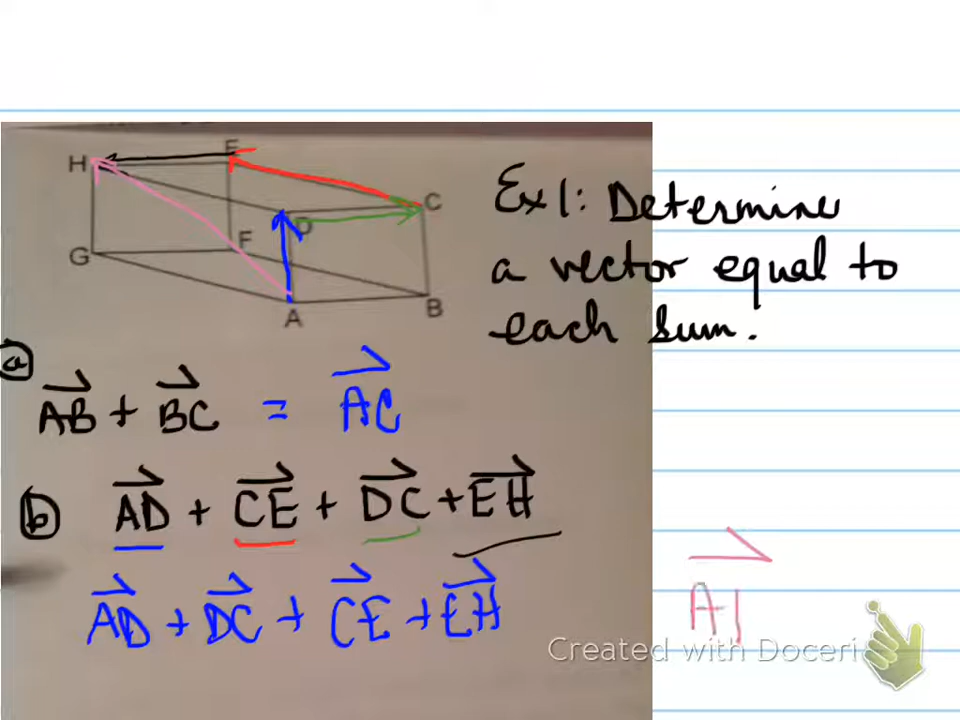 H E
D C
G F
A B
Ex 1: Determine
a vector equal to
each sum.
a
AB + BC = AC
b AD + CE + DC + EH
AD + DC + CE + EH
Created with Doceri